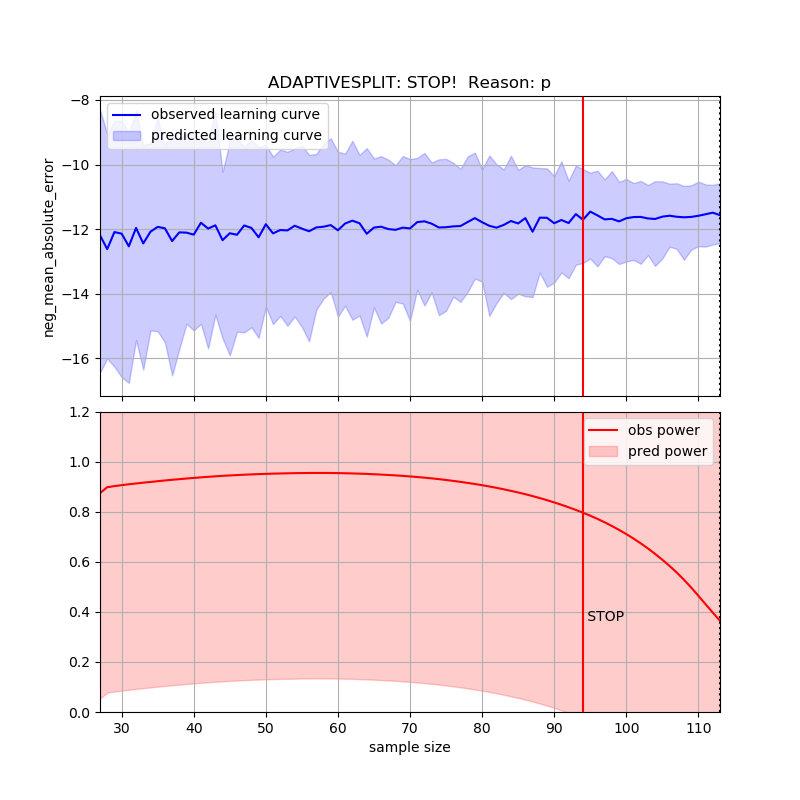 ADAPTIVESPLIT: STOP!  Reason: p
observed learning curve
predicted learning curve
−8
−10
−12
−14
−16
neg_mean_absolute_error
obs power
pred power
STOP
1.2
1.0
0.8
0.6
0.4
0.2
0.0
30 40 50 60 70 80 90 100 110
sample size